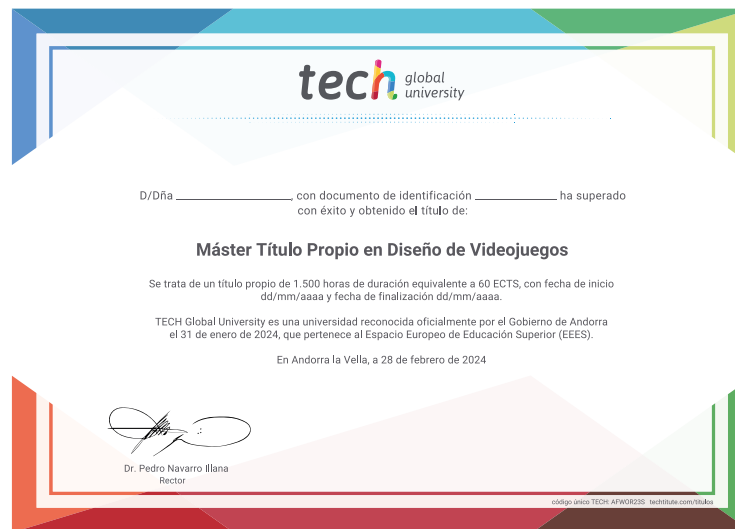 tech global
university
D/Dña ____________________, con documento de identificación ______________ ha superado
con éxito y obtenido el título de:
Máster Título Propio en Diseño de Videojuegos
Se trata de un título propio de 1.500 horas de duración equivalente a 60 ECTS, con fecha de inicio
dd/mm/aaaa y fecha de finalización dd/mm/aaaa.
TECH Global University es una universidad reconocida oficialmente por el Gobierno de Andorra
el 31 de enero de 2024, que pertenece al Espacio Europeo de Educación Superior (EEES).
En Andorra la Vella, a 28 de febrero de 2024
Dr. Pedro Navarro Illana
Rector
código único TECH: AFWOR23S techtitute.com/titulos